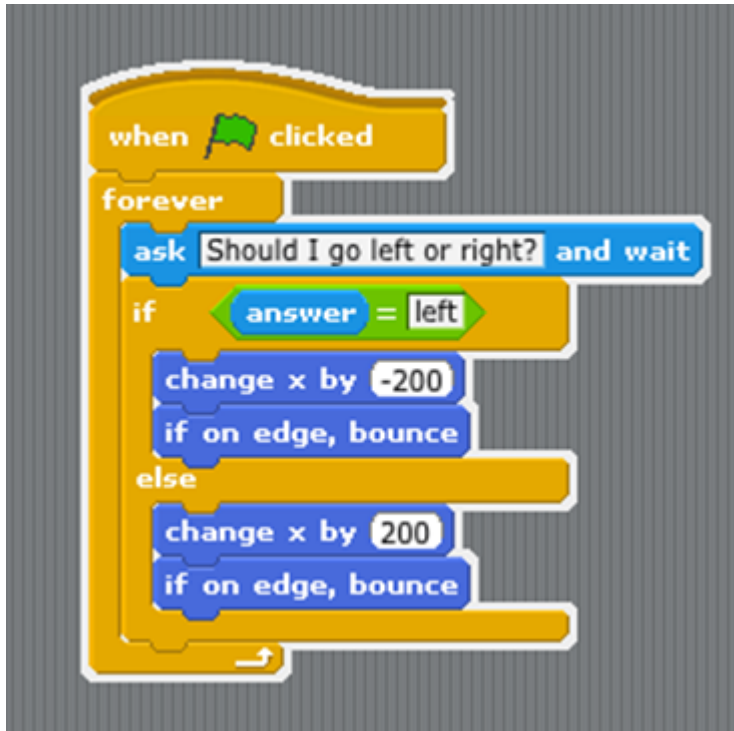 when clicked
forever
ask Should I go left or right? and wait
if answer = left
change x by -200
if on edge, bounce
else
change x by 200
if on edge, bounce